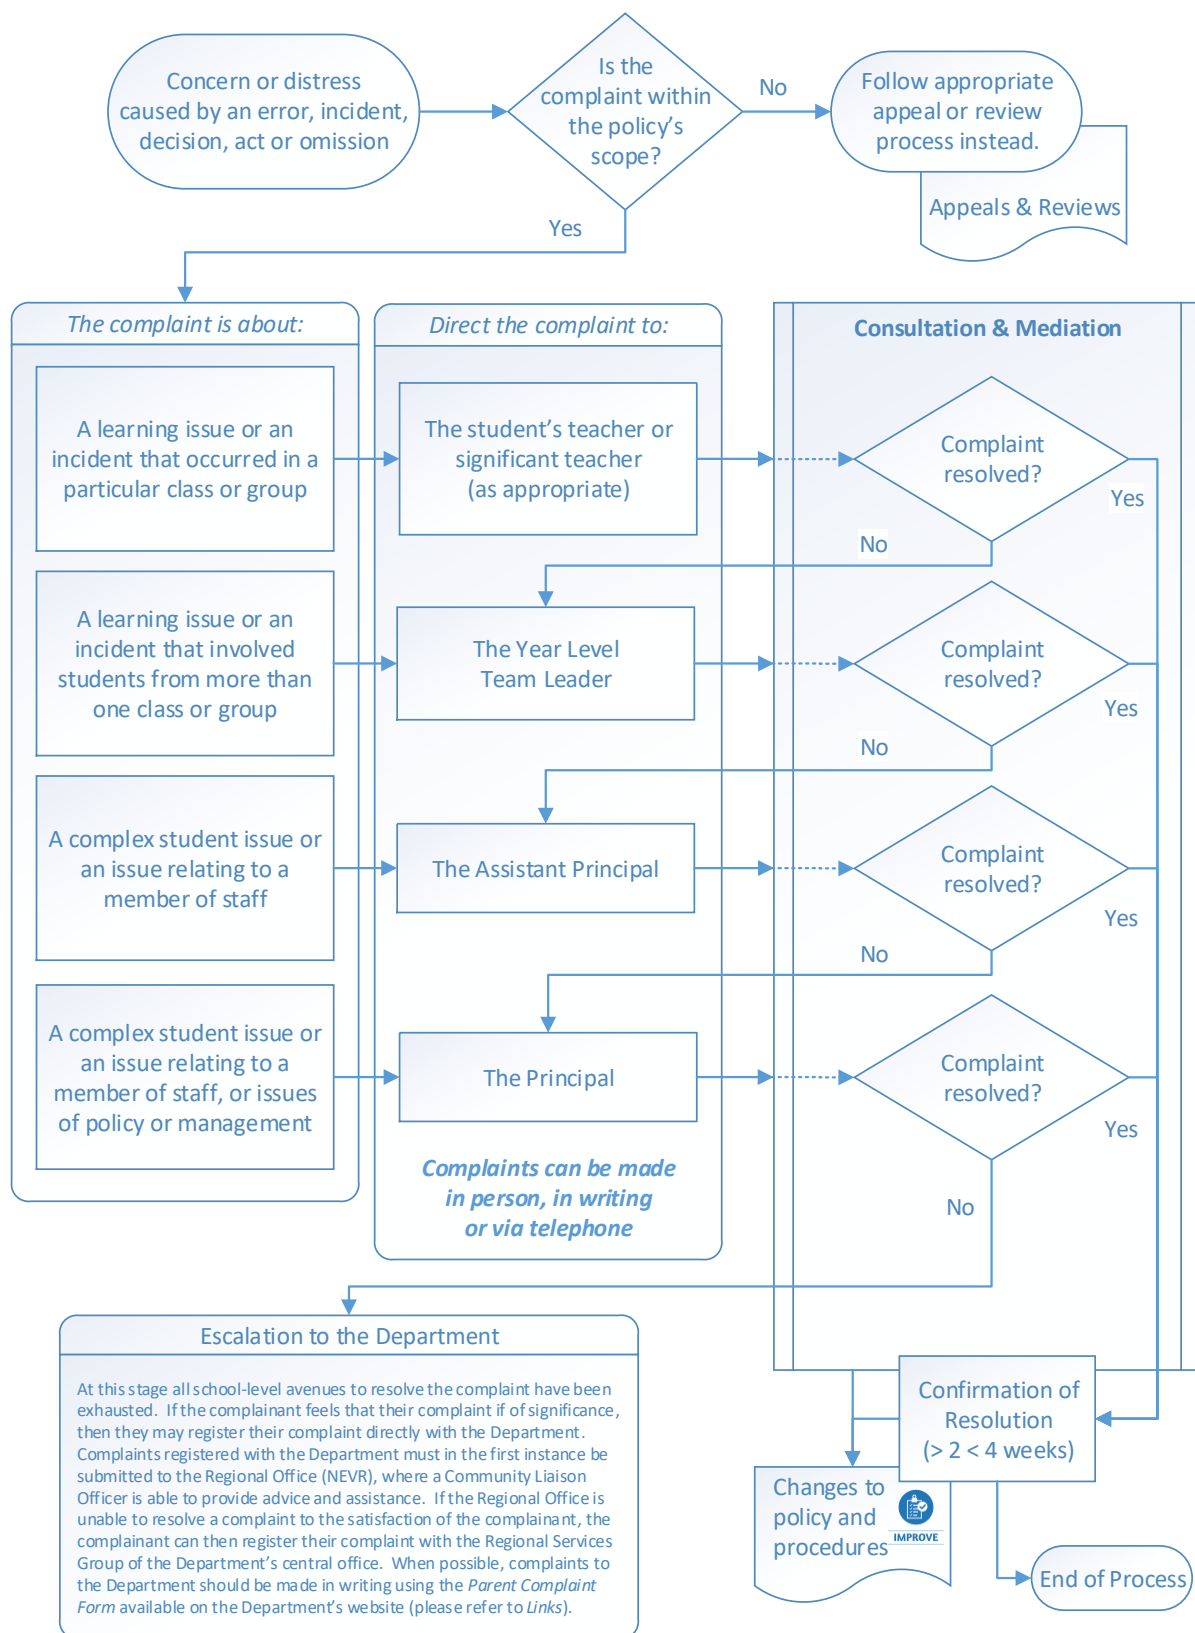 Concern or distress
caused by an error, incident,
decision, act or omission
Is the
complaint within
the policy's
scope?
No
Follow appropriate
appeal or review
process instead.
Appeals & Reviews
Yes
The complaint is about:
Direct the complaint to:
Consultation & Mediation
A learning issue or an
incident that occurred in a
particular class or group
The student's teacher or
significant teacher
(as appropriate)
Complaint
resolved?
Yes
No
A learning issue or an
incident that involved
students from more than
one class or group
The Year Level
Team Leader
Complaint
resolved?
Yes
No
A complex student issue or
an issue relating to a
member of staff
The Assistant Principal
Complaint
resolved?
Yes
No
A complex student issue or
an issue relating to a
member of staff, or issues
of policy or management
The Principal
Complaint
resolved?
Yes
No
Complaints can be made
in person, in writing
or via telephone
Escalation to the Department
At this stage all school-level avenues to resolve the complaint have been
exhausted. If the complainant feels that their complaint if of significance,
then they may register their complaint directly with the Department.
Complaints registered with the Department must in the first instance be
submitted to the Regional Office (NEVR), where a Community Liaison
Officer is able to provide advice and assistance. If the Regional Office is
unable to resolve a complaint to the satisfaction of the complainant, the
complainant can then register their complaint with the Regional Services
Group of the Department's central office. When possible, complaints to
the Department should be made in writing using the Parent Complaint
Form available on the Department's website (please refer to Links).
Confirmation of
Resolution
(> 2 < 4 weeks)
Changes to
policy and
procedures
IMPROVE
End of Process